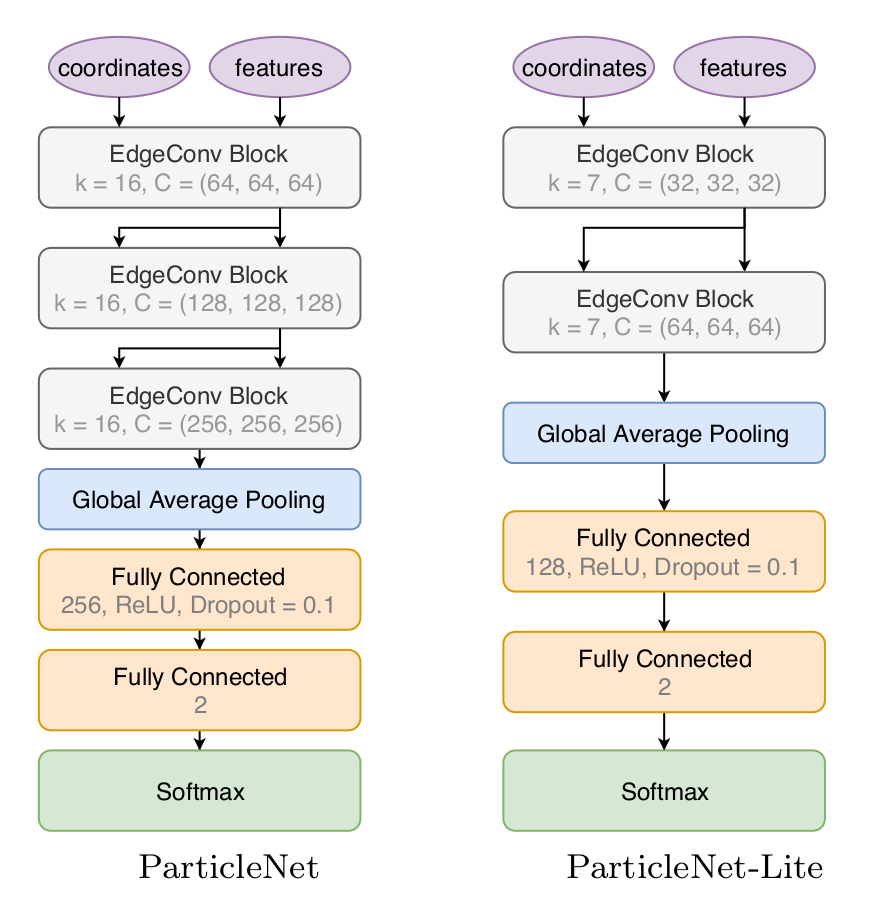 coordinates features
EdgeConv Block
k = 16, C = (64, 64, 64)
EdgeConv Block
k = 16, C = (128, 128, 128)
EdgeConv Block
k = 16, C = (256, 256, 256)
Global Average Pooling
Fully Connected
256, ReLU, Dropout = 0.1
Fully Connected
2
Softmax
ParticleNet
coordinates features
EdgeConv Block
k = 7, C = (32, 32, 32)
EdgeConv Block
k = 7, C = (64, 64, 64)
Global Average Pooling
Fully Connected
128, ReLU, Dropout = 0.1
Fully Connected
2
Softmax
ParticleNet-Lite